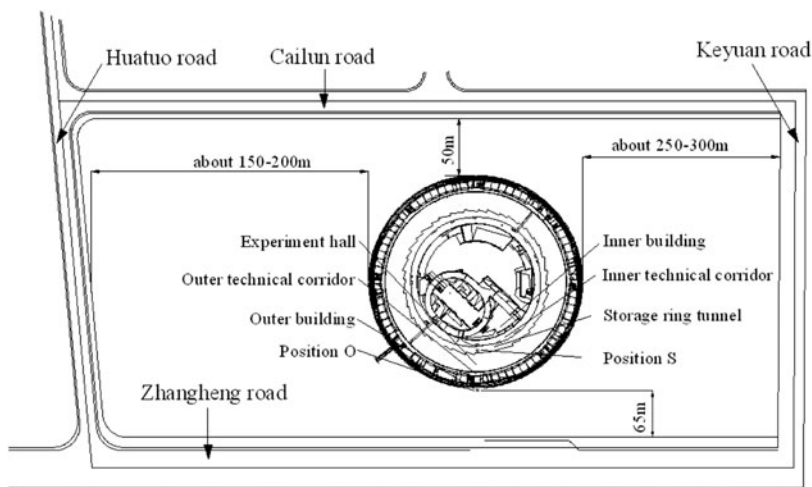 Huatuo road
Cailun road
Keyuan road
50m
about 150-200m
about 250-300m
Experiment hall
Inner building
Outer technical corridor
Inner technical corridor
Outer building
Storage ring tunnel
Position O
Position S
Zhangheng road
65m